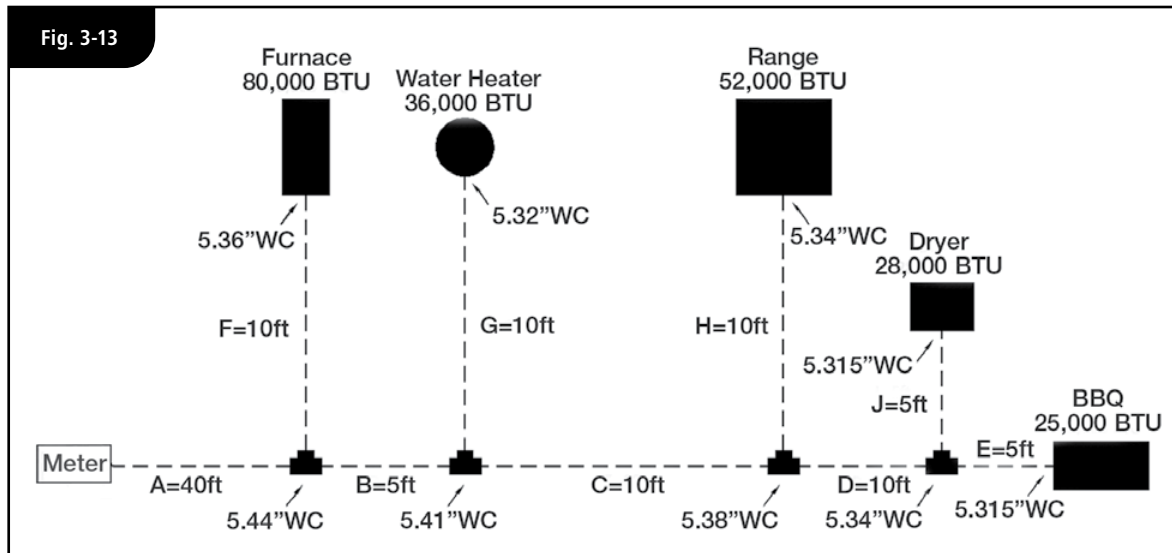 Fig. 3-13
Furnace
80,000 BTU
Water Heater
36,000 BTU
Range
52,000 BTU
5.36”WC
5.32”WC
5.34”WC
Dryer
28,000 BTU
F=10ft
G=10ft
H=10ft
5.315”WC
J=5ft
BBQ
25,000 BTU
Meter
A=40ft
B=5ft
C=10ft
D=10ft
E=5ft
5.44”WC
5.41”WC
5.38”WC
5.34”WC
5.315”WC